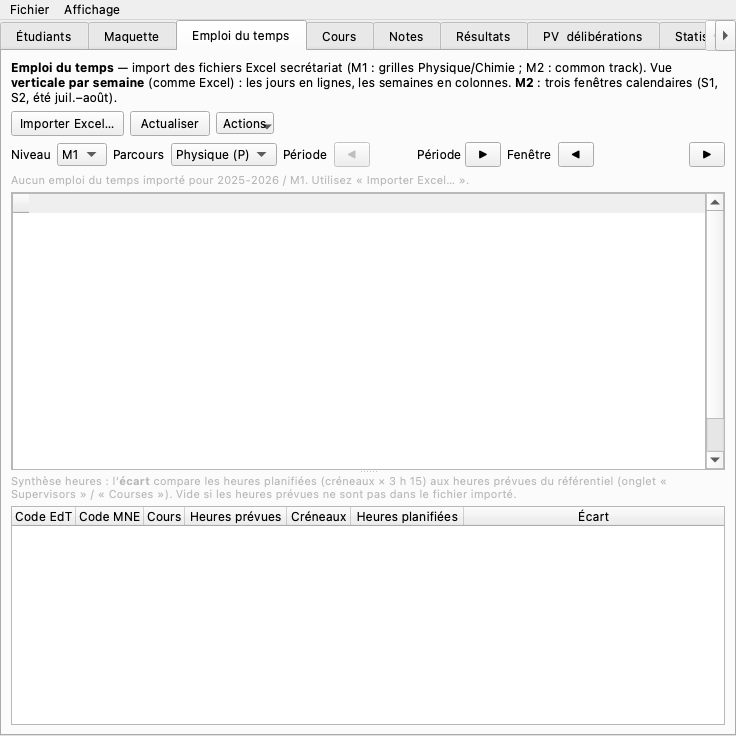 Fichier Affichage
Étudiants Maquette Emploi du temps Cours Notes Résultats PV délibérations Statis
Emploi du temps — import des fichiers Excel secrétariat (M1 : grilles Physique/Chimie ; M2 : common track). Vue
verticale par semaine (comme Excel) : les jours en lignes, les semaines en colonnes. M2 : trois fenêtres calendaires (S1,
S2, été juil.–août).
Importer Excel... Actualiser Actions
Niveau M1 Parcours Physique (P) Période Période Fenêtre
Aucun emploi du temps importé pour 2025-2026 / M1. Utilisez « Importer Excel... ».
Synthèse heures : l'écart compare les heures planifiées (créneaux × 3 h 15) aux heures prévues du référentiel (onglet «
Supervisors » / « Courses »). Vide si les heures prévues ne sont pas dans le fichier importé.
Code EdT Code MNE Cours Heures prévues Créneaux Heures planifiées Écart